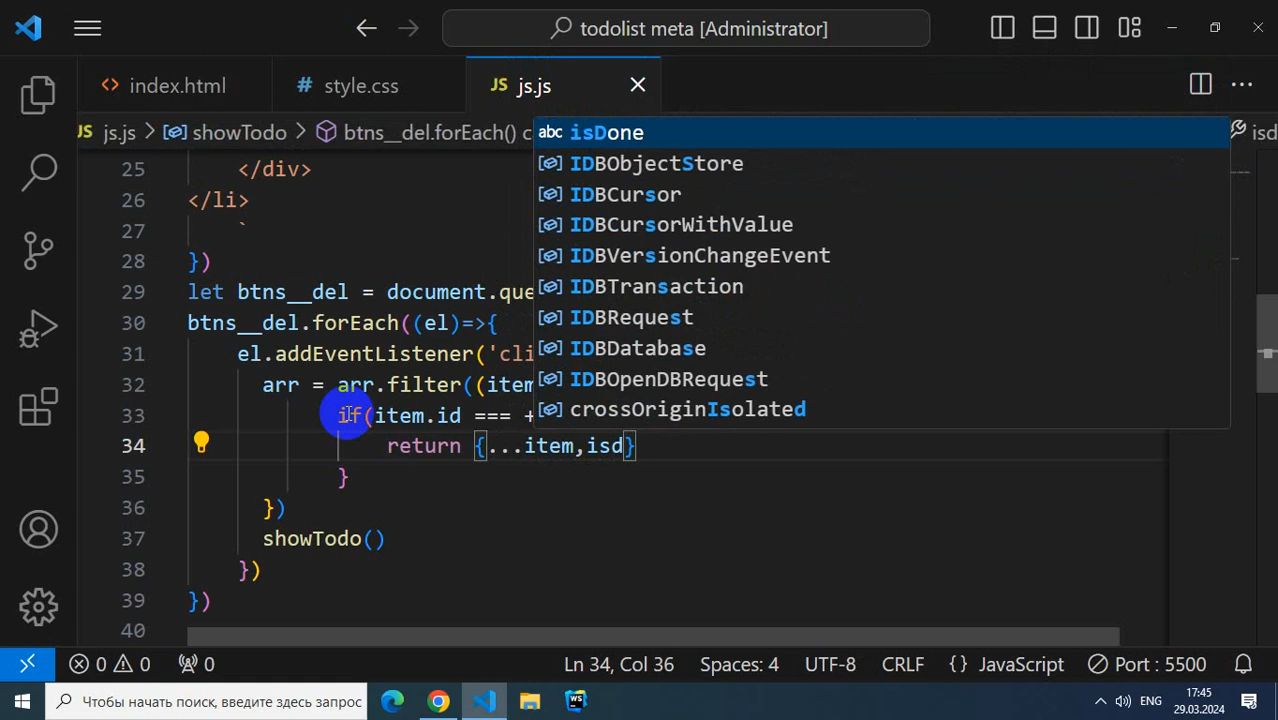 todolist meta [Administrator]
index.html
# style.css
JS js.js
JS js.js > showTodo > btns__del.forEach() c
isd
abc isDone
IDBObjectStore
IDBCursor
IDBCursorWithValue
IDBVersionChangeEvent
IDBTransaction
IDBRequest
IDBDatabase
IDBOpenDBRequest
crossOriginIsolated
25 </div>
26 </li>
27 `
28 })
29 let btns__del = document.que
30 btns__del.forEach((el)=>{
31 el.addEventListener('cli
32 arr = arr.filter((item
33 if(item.id === +
34 return {...item,isd}
35 }
36 })
37 showTodo()
38 })
39 })
40
0 0 0 Ln 34, Col 36 Spaces: 4 UTF-8 CRLF {} JavaScript Port : 5500
Чтобы начать поиск, введите здесь запрос
WS
ENG
17:45
29.03.2024